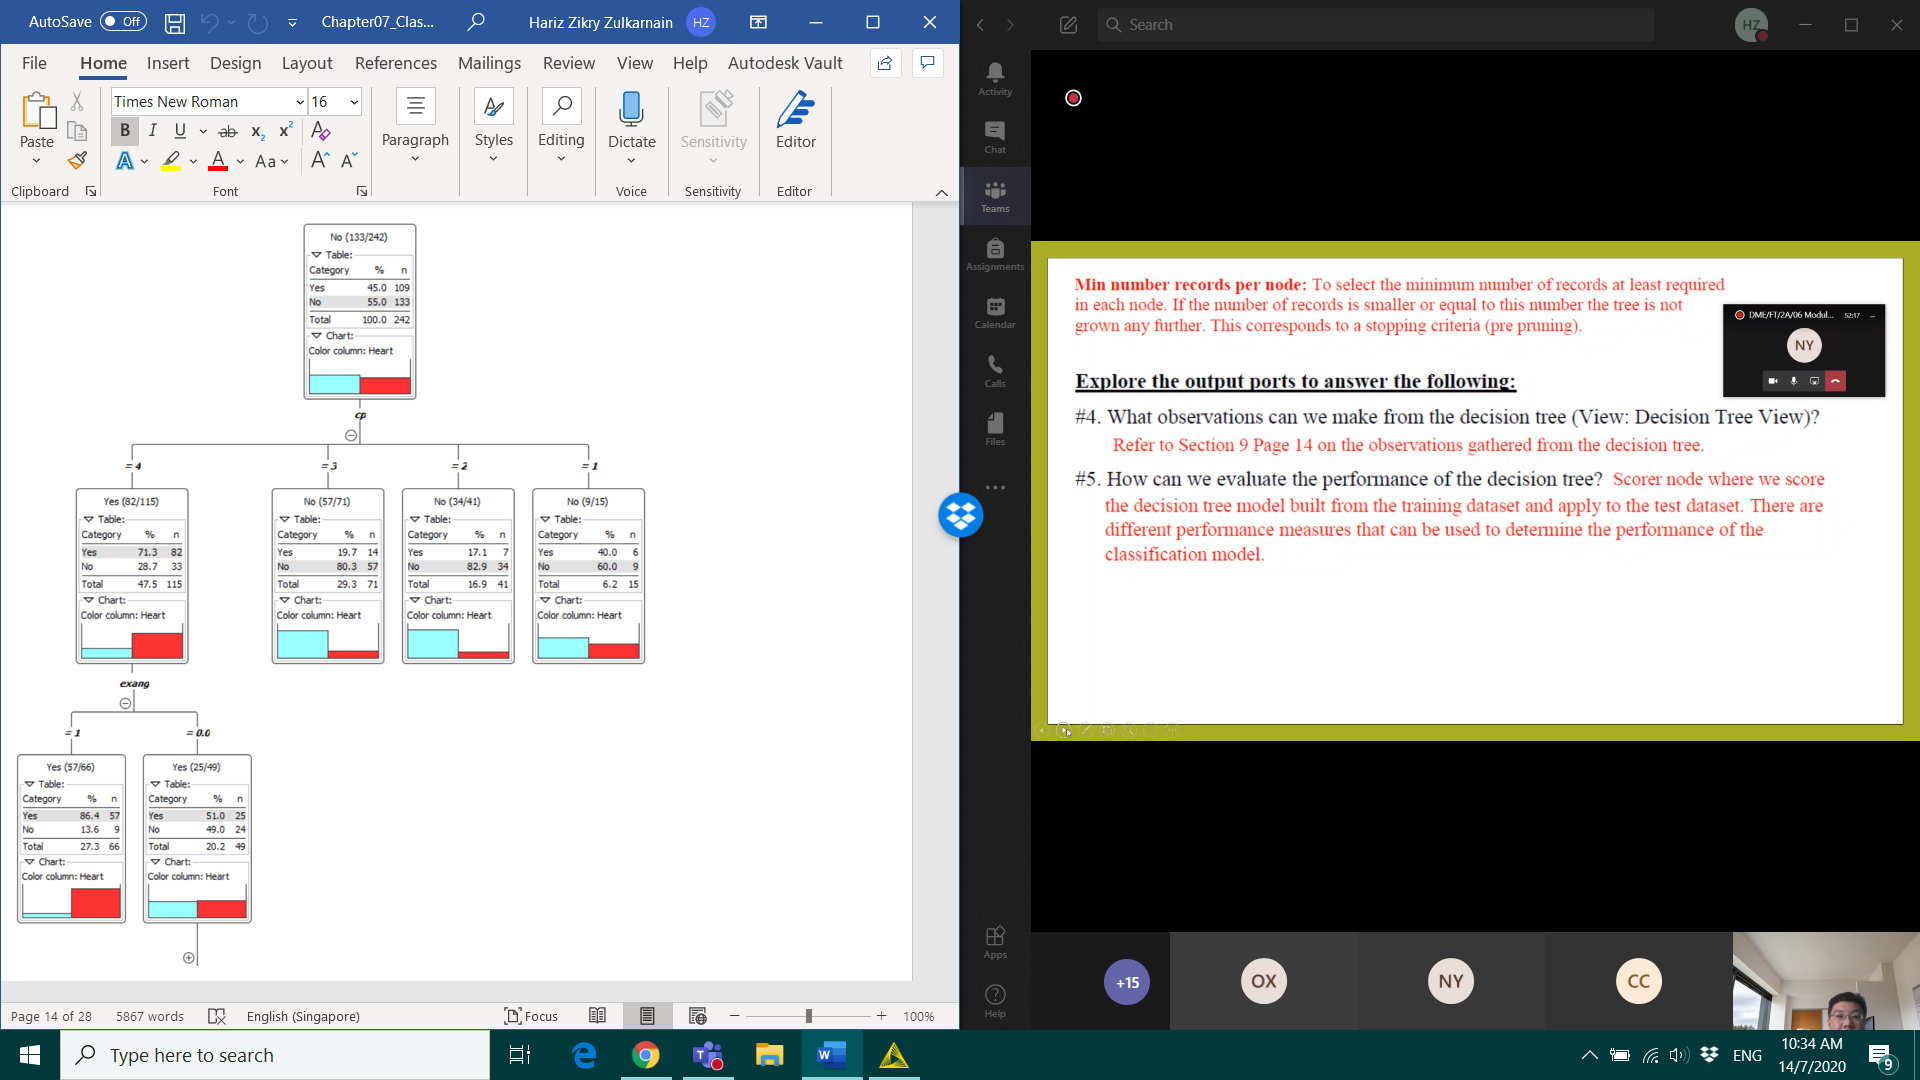 AutoSave Off Chapter07_Clas... Hariz Zikry Zulkarnain HZ
File Home Insert Design Layout References Mailings Review View Help Autodesk Vault
Times New Roman 16
Paste B I U ab x2 x2 A
A A Aa A A
Paragraph Styles Editing Dictate Sensitivity Editor
Clipboard Font Voice Sensitivity Editor
No (133/242)
Table:
Category % n
Yes 45.0 109
No 55.0 133
Total 100.0 242
Chart:
Color column: Heart
cp
= 4 = 3 = 2 = 1
Yes (82/115)
Table:
Category % n
Yes 71.3 82
No 28.7 33
Total 47.5 115
Chart:
Color column: Heart
No (57/71)
Table:
Category % n
Yes 19.7 14
No 80.3 57
Total 29.3 71
Chart:
Color column: Heart
No (34/41)
Table:
Category % n
Yes 17.1 7
No 82.9 34
Total 16.9 41
Chart:
Color column: Heart
No (9/15)
Table:
Category % n
Yes 40.0 6
No 60.0 9
Total 6.2 15
Chart:
Color column: Heart
exang
= 1 = 0.0
Yes (57/66)
Table:
Category % n
Yes 86.4 57
No 13.6 9
Total 27.3 66
Chart:
Color column: Heart
Yes (25/49)
Table:
Category % n
Yes 51.0 25
No 49.0 24
Total 20.2 49
Chart:
Color column: Heart
Page 14 of 28 5867 words English (Singapore) Focus 100%
Search HZ
Activity
Chat
Teams
Assignments
Calendar
Calls
Files
Apps
Help
Min number records per node: To select the minimum number of records at least required
in each node. If the number of records is smaller or equal to this number the tree is not
grown any further. This corresponds to a stopping criteria (pre pruning).
DME/FT/2A/06 Modul... 52:17 ...
NY
Explore the output ports to answer the following:
#4. What observations can we make from the decision tree (View: Decision Tree View)?
Refer to Section 9 Page 14 on the observations gathered from the decision tree.
#5. How can we evaluate the performance of the decision tree? Scorer node where we score
the decision tree model built from the training dataset and apply to the test dataset. There are
different performance measures that can be used to determine the performance of the
classification model.
+15 OX NY CC
Type here to search
ENG 10:34 AM
14/7/2020 9